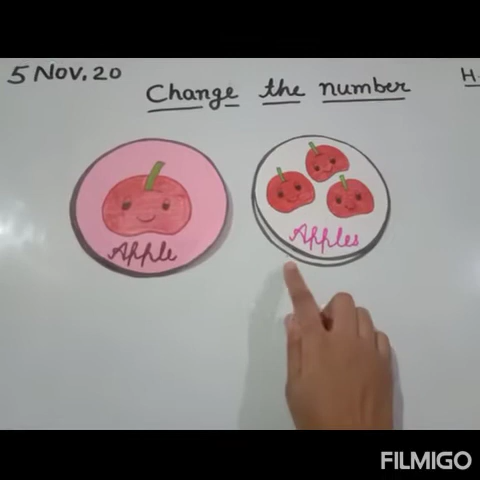 5 Nov. 20
H.
Change the number
Apple
Apples
FILMIGO